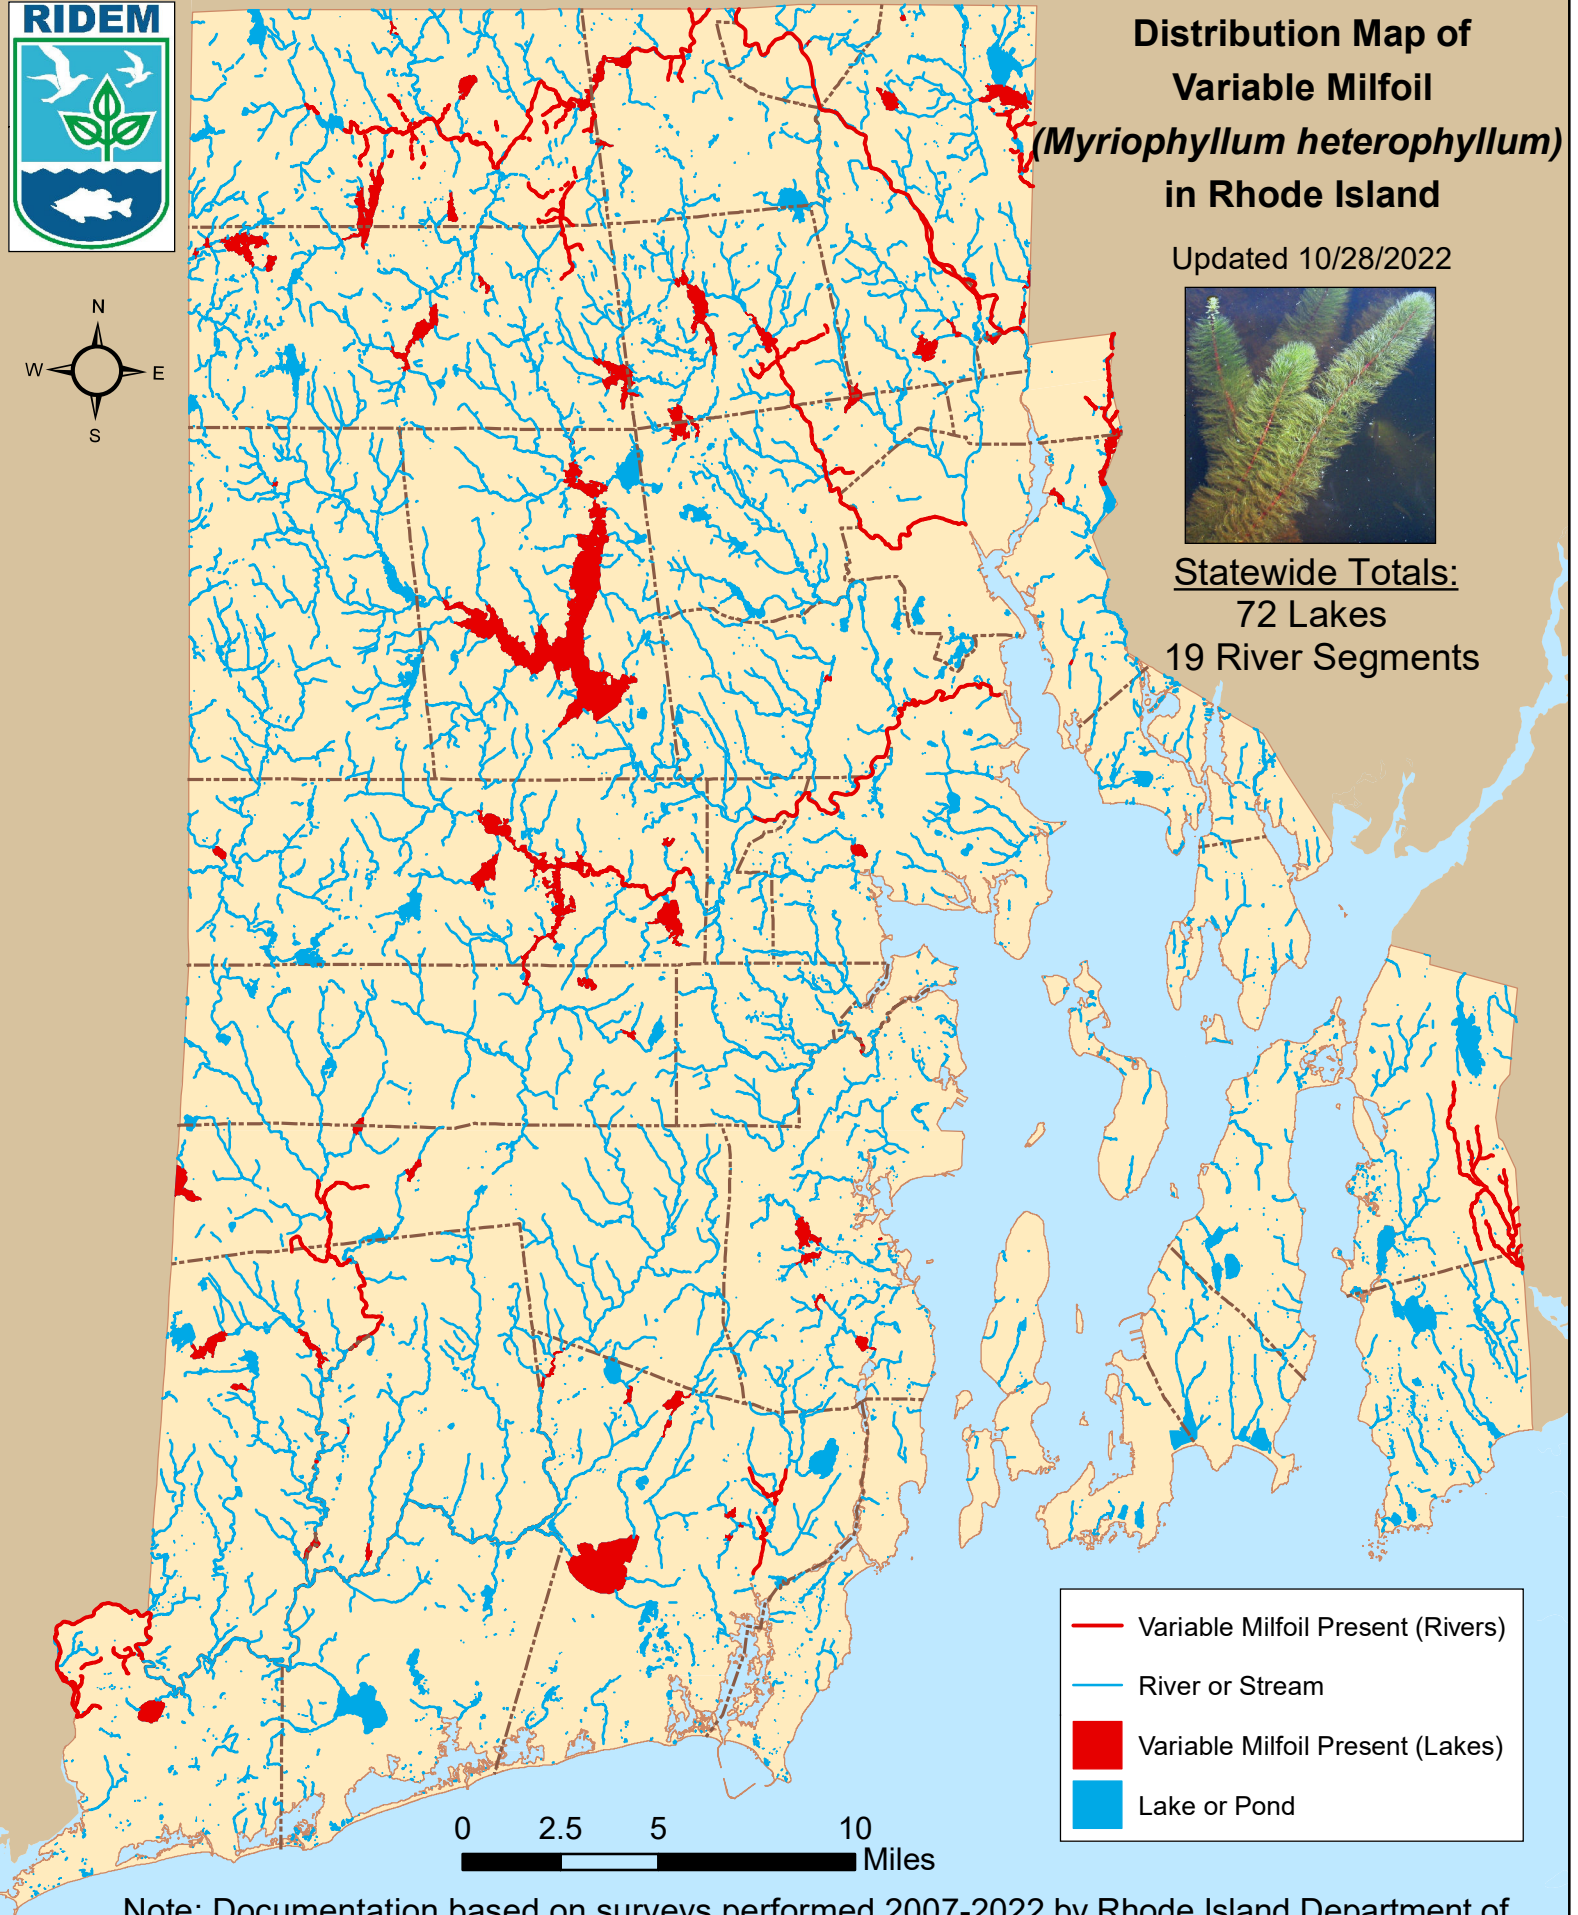 RIDEM
Distribution Map of
Variable Milfoil
(Myriophyllum heterophyllum)
in Rhode Island
Updated 10/28/2022
N
W
E
S
Statewide Totals:
72 Lakes
19 River Segments
Variable Milfoil Present (Rivers)
River or Stream
Variable Milfoil Present (Lakes)
Lake or Pond
0 2.5 5 10
Miles
Note: Documentation based on surveys performed 2007-2022 by Rhode Island Department of